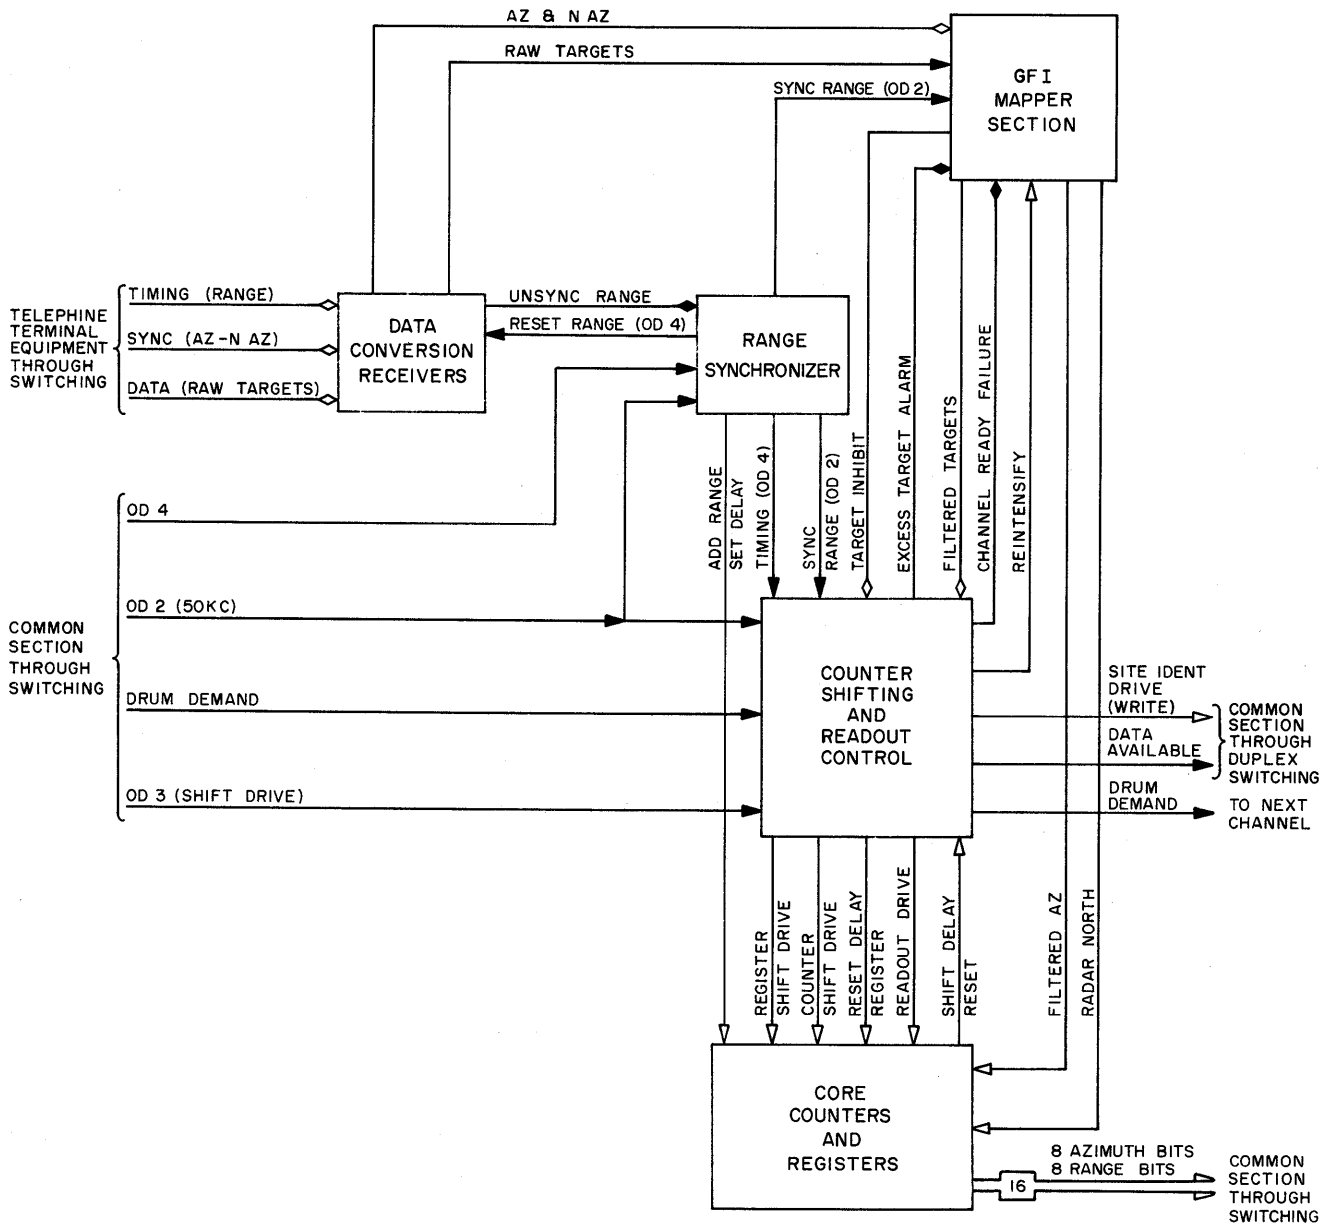 AZ & N AZ
RAW TARGETS
SYNC RANGE (OD 2)
GFI
MAPPER
SECTION
TELEPHINE
TERMINAL
EQUIPMENT
THROUGH
SWITCHING
TIMING (RANGE)
SYNC (AZ-N AZ)
DATA (RAW TARGETS)
DATA
CONVERSION
RECEIVERS
UNSYNC RANGE
RESET RANGE (OD 4)
RANGE
SYNCHRONIZER
ADD RANGE
SET DELAY
TIMING (OD 4)
SYNC
RANGE (OD 2)
TARGET INHIBIT
EXCESS TARGET ALARM
FILTERED TARGETS
CHANNEL READY FAILURE
REINTENSIFY
COMMON
SECTION
THROUGH
SWITCHING
OD 4
OD 2 (50KC)
DRUM DEMAND
OD 3 (SHIFT DRIVE)
COUNTER
SHIFTING
AND
READOUT
CONTROL
SITE IDENT
DRIVE
(WRITE)
DATA
AVAILABLE
DRUM
DEMAND
COMMON
SECTION
THROUGH
DUPLEX
SWITCHING
TO NEXT
CHANNEL
REGISTER
SHIFT DRIVE
COUNTER
SHIFT DRIVE
RESET DELAY
REGISTER
READOUT DRIVE
SHIFT DELAY
RESET
FILTERED AZ
RADAR NORTH
CORE
COUNTERS
AND
REGISTERS
8 AZIMUTH BITS
8 RANGE BITS
16
COMMON
SECTION
THROUGH
SWITCHING